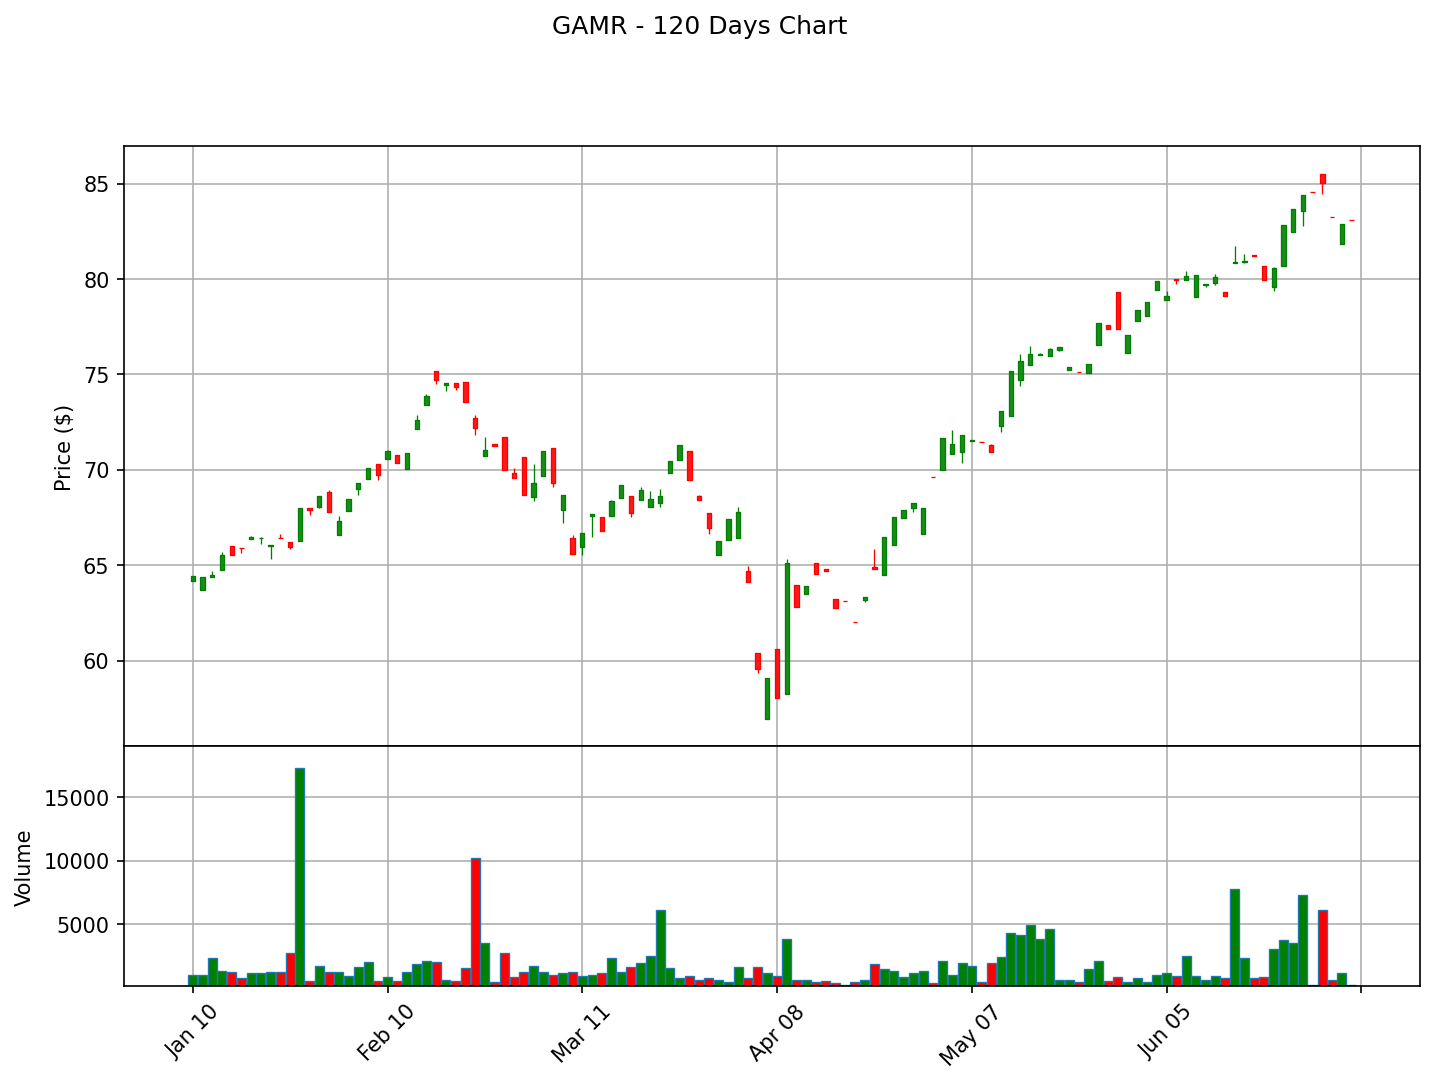 GAMR - 120 Days Chart
85
80
75
70
65
60
Price ($)
15000
10000
5000
Volume
Jan 10
Feb 10
Mar 11
Apr 08
May 07
Jun 05